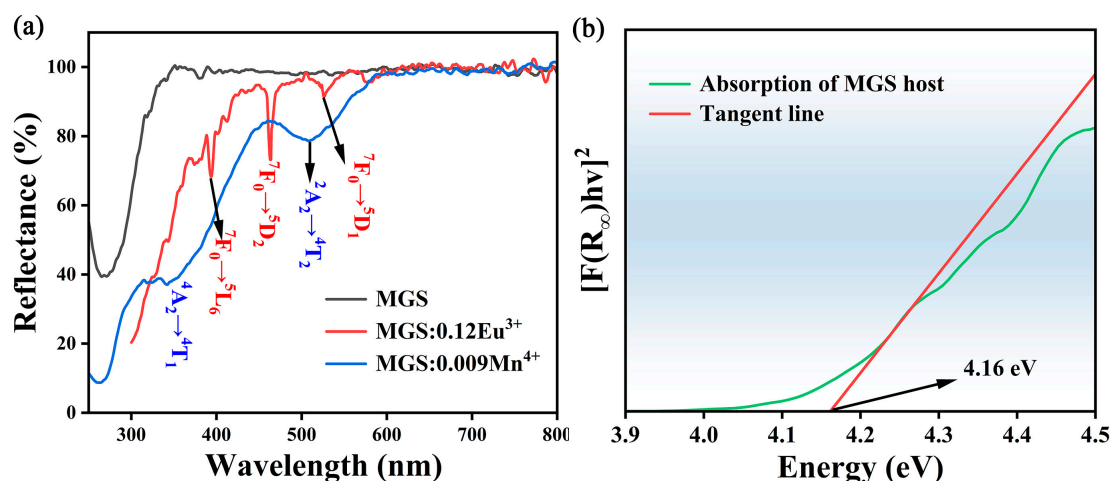 (a)
Reflectance (%)
100
80
60
40
20
0
⁷F₀→⁵L₆
⁷F₀→⁵D₂
²A₂→⁴T₂
⁷F₀→⁵D₁
⁴A₂→⁴T₁
MGS
MGS:0.12Eu³⁺
MGS:0.009Mn⁴⁺
300 400 500 600 700 800
Wavelength (nm)
(b)
[F(R∞)hv]²
Absorption of MGS host
Tangent line
4.16 eV
3.9 4.0 4.1 4.2 4.3 4.4 4.5
Energy (eV)